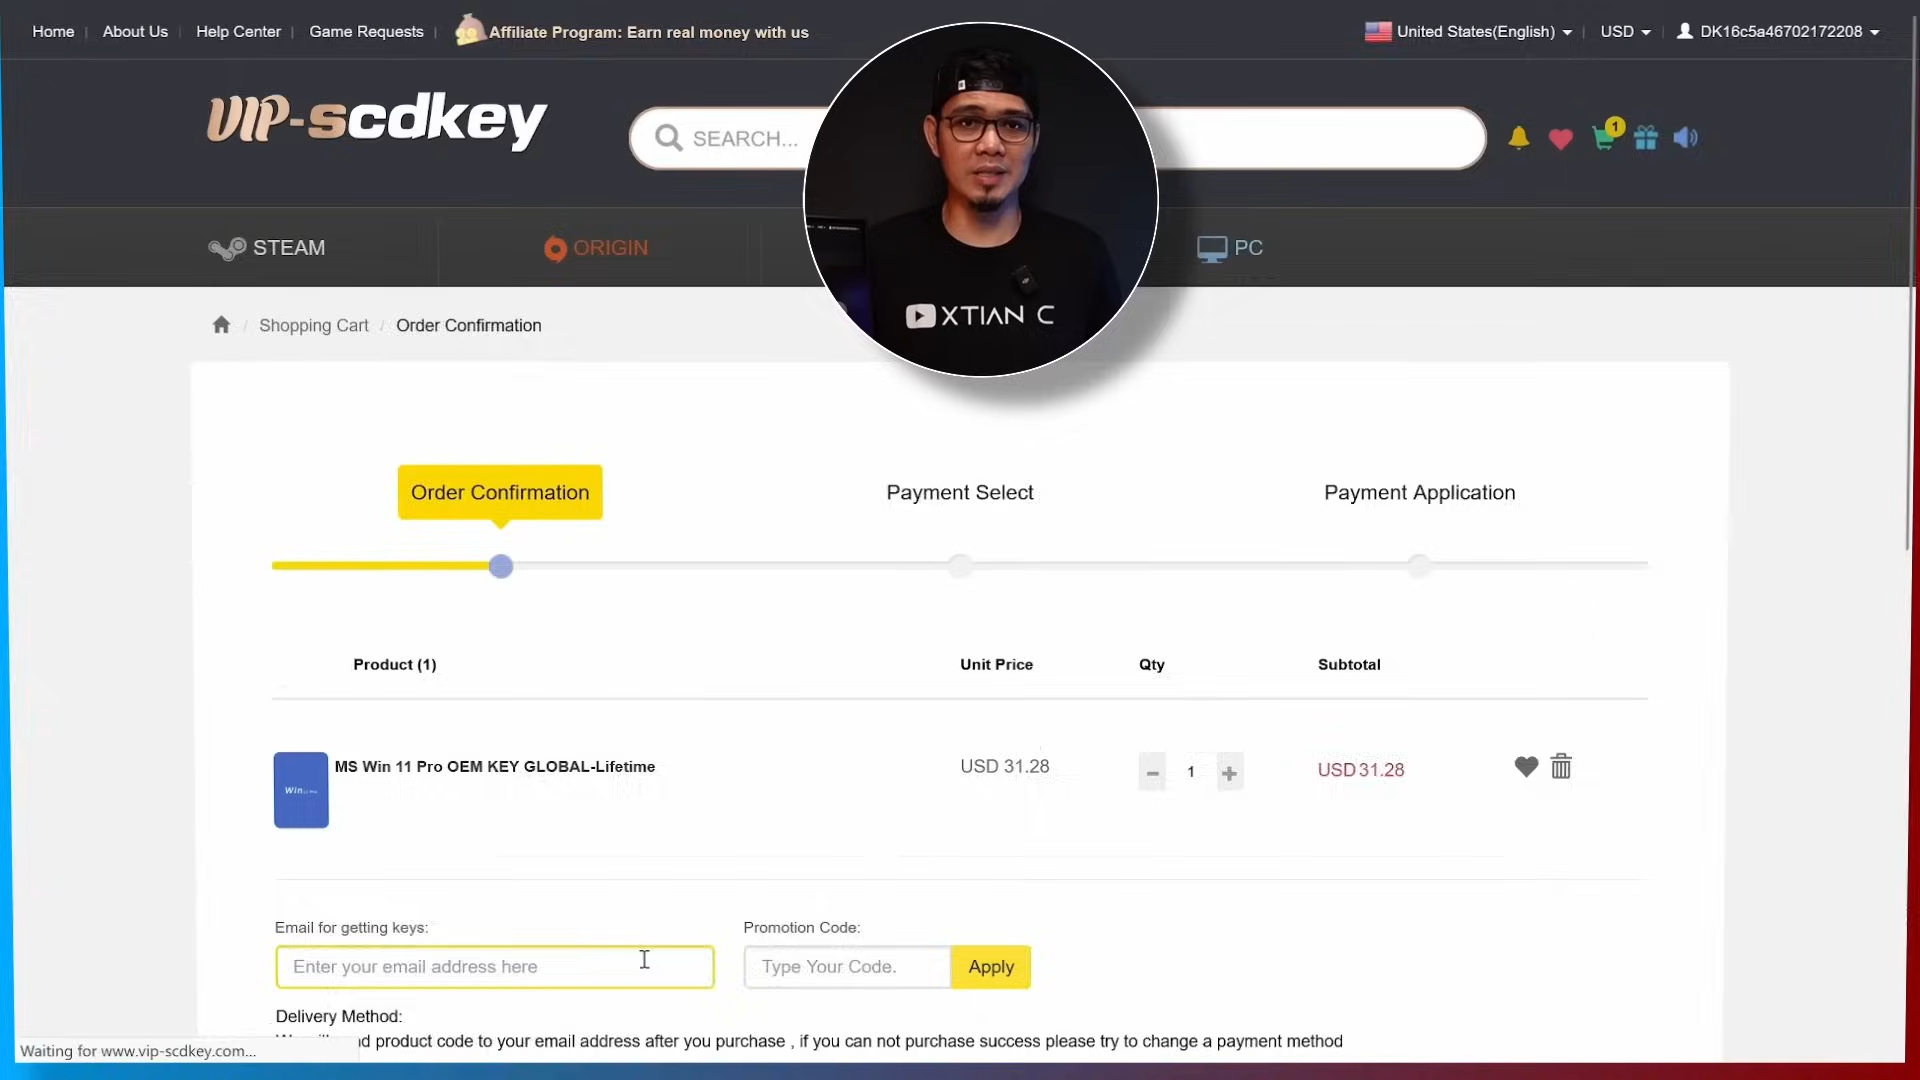 Home
About Us
Help Center
Game Requests
Affiliate Program: Earn real money with us
United States(English)
USD
DK16c5a46702172208
VIP-scdkey
SEARCH...
1
STEAM
ORIGIN
PC
XTIAN C
/ Shopping Cart / Order Confirmation
Order Confirmation
Payment Select
Payment Application
Product (1)
Unit Price
Qty
Subtotal
Win
MS Win 11 Pro OEM KEY GLOBAL-Lifetime
USD 31.28
1
USD 31.28
Email for getting keys:
Promotion Code:
Enter your email address here
Type Your Code.
Apply
Delivery Method:
product code to your email address after you purchase , if you can not purchase success please try to change a payment method
Waiting for www.vip-scdkey.com...